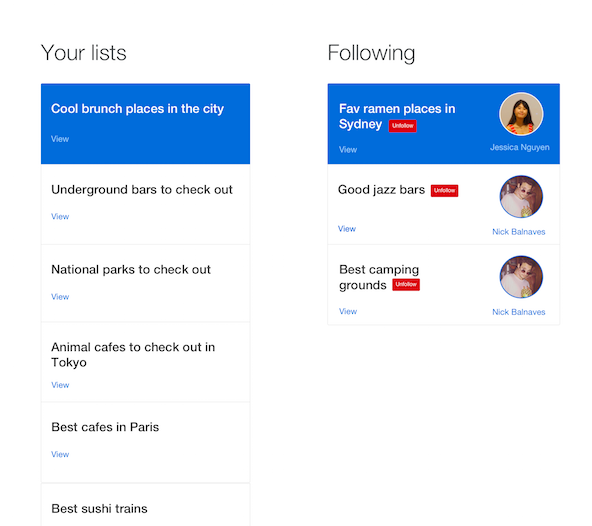 Your lists
Cool brunch places in the city
View
Underground bars to check out
View
National parks to check out
View
Animal cafes to check out in
Tokyo
View
Best cafes in Paris
View
Best sushi trains
Following
Fav ramen places in
Sydney Unfollow
View
Jessica Nguyen
Good jazz bars Unfollow
View
Nick Balnaves
Best camping
grounds Unfollow
View
Nick Balnaves